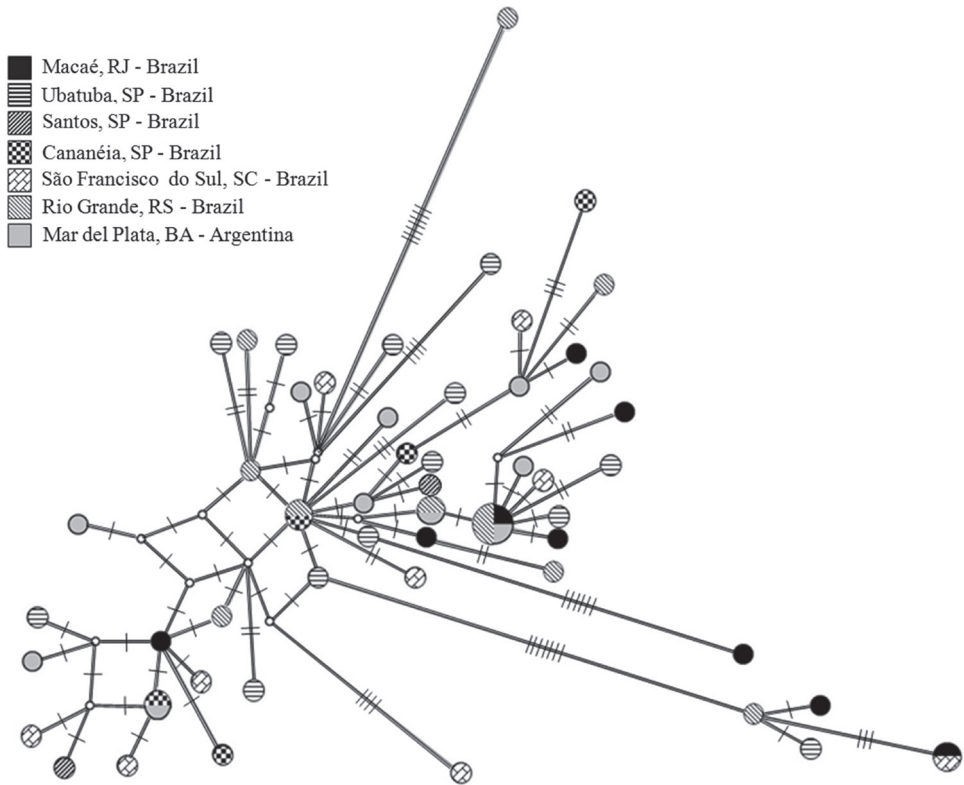 Macaé, RJ - Brazil
Ubatuba, SP - Brazil
Santos, SP - Brazil
Cananéia, SP - Brazil
São Francisco do Sul, SC - Brazil
Rio Grande, RS - Brazil
Mar del Plata, BA - Argentina